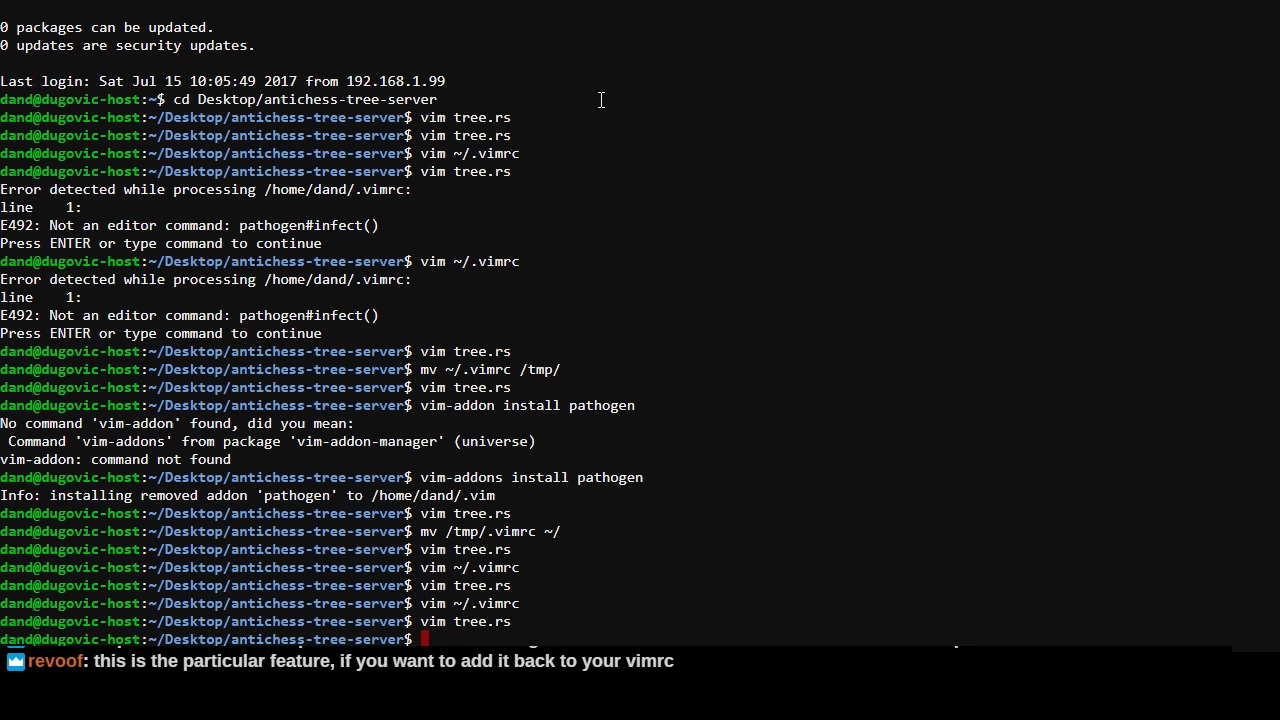 0 packages can be updated.
0 updates are security updates.
Last login: Sat Jul 15 10:05:49 2017 from 192.168.1.99
dand@dugovic-host:~$ cd Desktop/antichess-tree-server
dand@dugovic-host:~/Desktop/antichess-tree-server$ vim tree.rs
dand@dugovic-host:~/Desktop/antichess-tree-server$ vim tree.rs
dand@dugovic-host:~/Desktop/antichess-tree-server$ vim ~/.vimrc
dand@dugovic-host:~/Desktop/antichess-tree-server$ vim tree.rs
Error detected while processing /home/dand/.vimrc:
line    1:
E492: Not an editor command: pathogen#infect()
Press ENTER or type command to continue
dand@dugovic-host:~/Desktop/antichess-tree-server$ vim ~/.vimrc
Error detected while processing /home/dand/.vimrc:
line    1:
E492: Not an editor command: pathogen#infect()
Press ENTER or type command to continue
dand@dugovic-host:~/Desktop/antichess-tree-server$ vim tree.rs
dand@dugovic-host:~/Desktop/antichess-tree-server$ mv ~/.vimrc /tmp/
dand@dugovic-host:~/Desktop/antichess-tree-server$ vim tree.rs
dand@dugovic-host:~/Desktop/antichess-tree-server$ vim-addon install pathogen
No command 'vim-addon' found, did you mean:
 Command 'vim-addons' from package 'vim-addon-manager' (universe)
vim-addon: command not found
dand@dugovic-host:~/Desktop/antichess-tree-server$ vim-addons install pathogen
Info: installing removed addon 'pathogen' to /home/dand/.vim
dand@dugovic-host:~/Desktop/antichess-tree-server$ vim tree.rs
dand@dugovic-host:~/Desktop/antichess-tree-server$ mv /tmp/.vimrc ~/
dand@dugovic-host:~/Desktop/antichess-tree-server$ vim tree.rs
dand@dugovic-host:~/Desktop/antichess-tree-server$ vim ~/.vimrc
dand@dugovic-host:~/Desktop/antichess-tree-server$ vim tree.rs
dand@dugovic-host:~/Desktop/antichess-tree-server$ vim ~/.vimrc
dand@dugovic-host:~/Desktop/antichess-tree-server$ vim tree.rs
dand@dugovic-host:~/Desktop/antichess-tree-server$
revoof: this is the particular feature, if you want to add it back to your vimrc